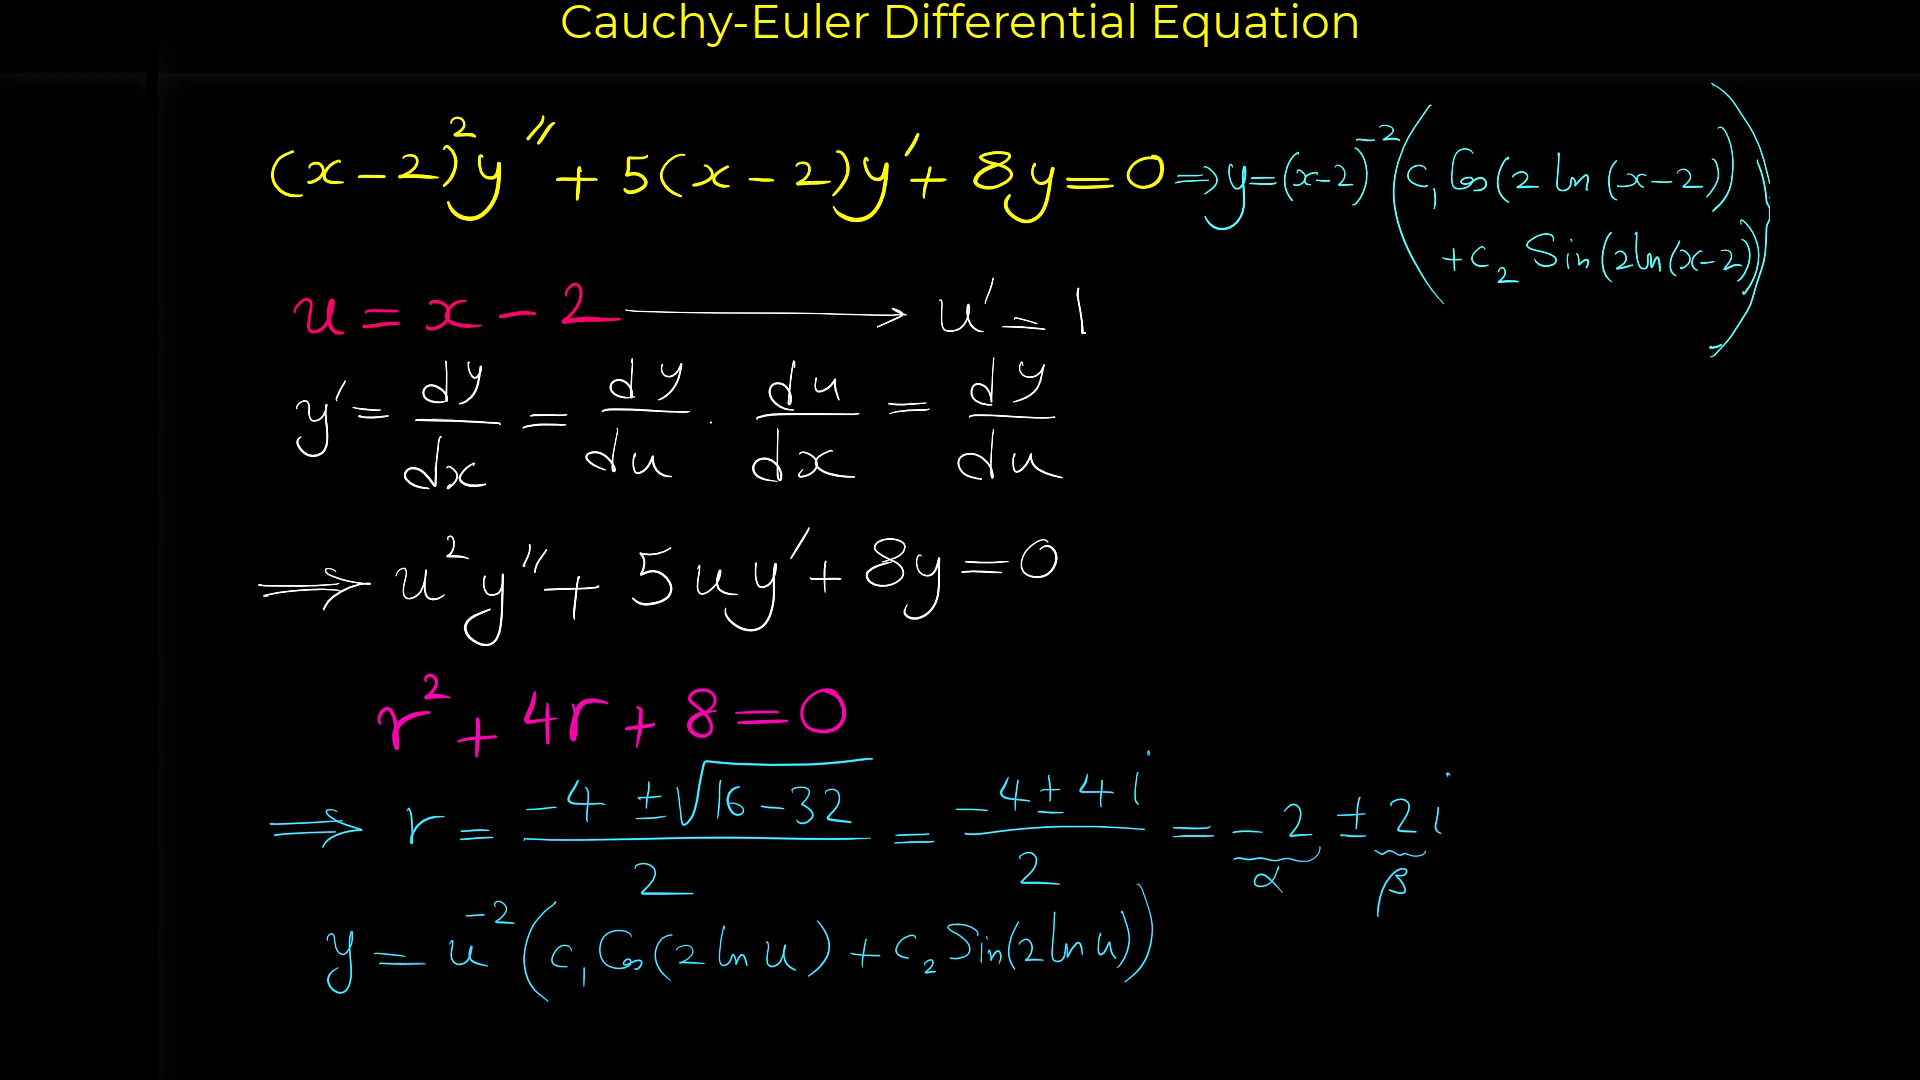 Cauchy-Euler Differential Equation
(x-2)²y″ + 5(x-2)y′ + 8y = 0 ⇒ y = (x-2)⁻² (c₁ Cos(2 ln (x-2))
+ c₂ Sin(2 ln(x-2)))
u = x - 2 → u′ = 1
y′ = dy/dx = dy/du · du/dx = dy/du
⇒ u²y″ + 5uy′ + 8y = 0
r² + 4r + 8 = 0
⇒ r = (-4 ± √(16-32))/2 = (-4 ± 4i)/2 = -2 ± 2i
α β
y = u⁻² (c₁ Cos(2 ln u) + c₂ Sin(2 ln u))